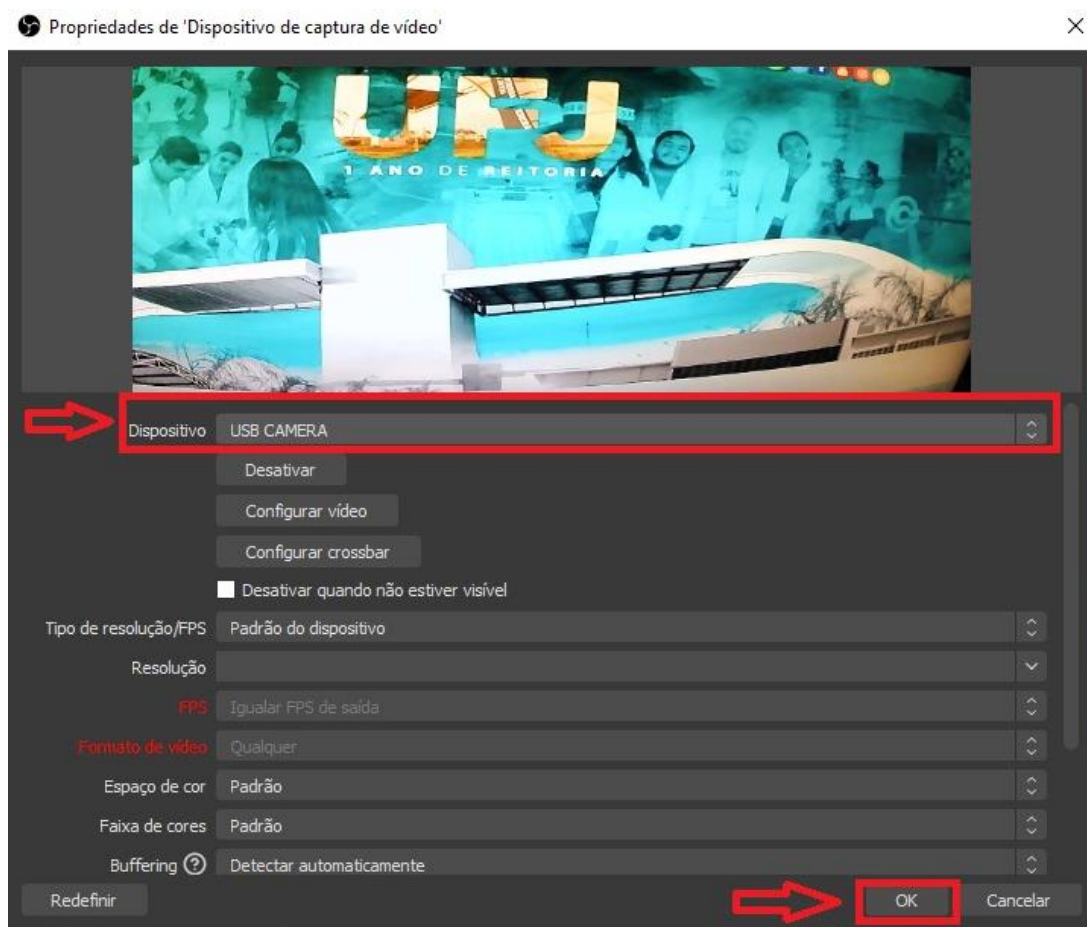 Propriedades de 'Dispositivo de captura de vídeo'
UFJ
1 ANO DE REITORIA
Dispositivo USB CAMERA
Desativar
Configurar vídeo
Configurar crossbar
Desativar quando não estiver visível
Tipo de resolução/FPS Padrão do dispositivo
Resolução
FPS Igualar FPS de saída
Formato de vídeo Qualquer
Espaço de cor Padrão
Faixa de cores Padrão
Buffering ? Detectar automaticamente
Redefinir OK Cancelar